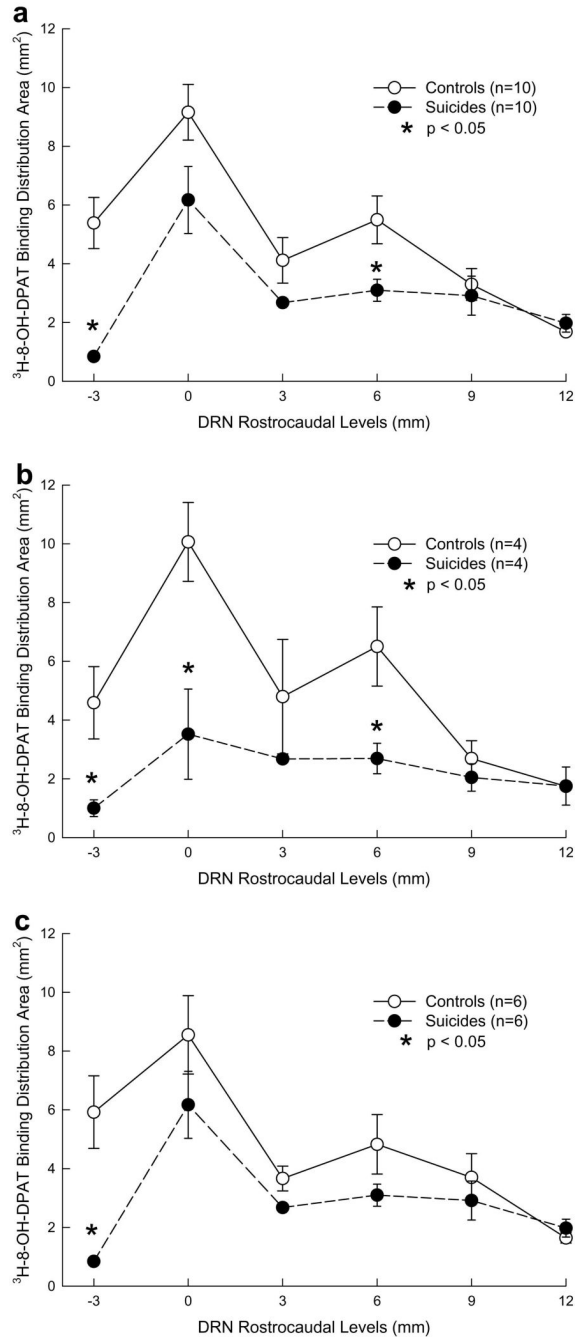 a
³H-8-OH-DPAT Binding Distribution Area (mm²)
12
10
8
6
4
2
0
Controls (n=10)
Suicides (n=10)
* p < 0.05
*
*
-3 0 3 6 9 12
DRN Rostrocaudal Levels (mm)
b
³H-8-OH-DPAT Binding Distribution Area (mm²)
12
10
8
6
4
2
0
Controls (n=4)
Suicides (n=4)
* p < 0.05
*
*
*
-3 0 3 6 9 12
DRN Rostrocaudal Levels (mm)
c
³H-8-OH-DPAT Binding Distribution Area (mm²)
12
10
8
6
4
2
0
Controls (n=6)
Suicides (n=6)
* p < 0.05
*
-3 0 3 6 9 12
DRN Rostrocaudal Levels (mm)